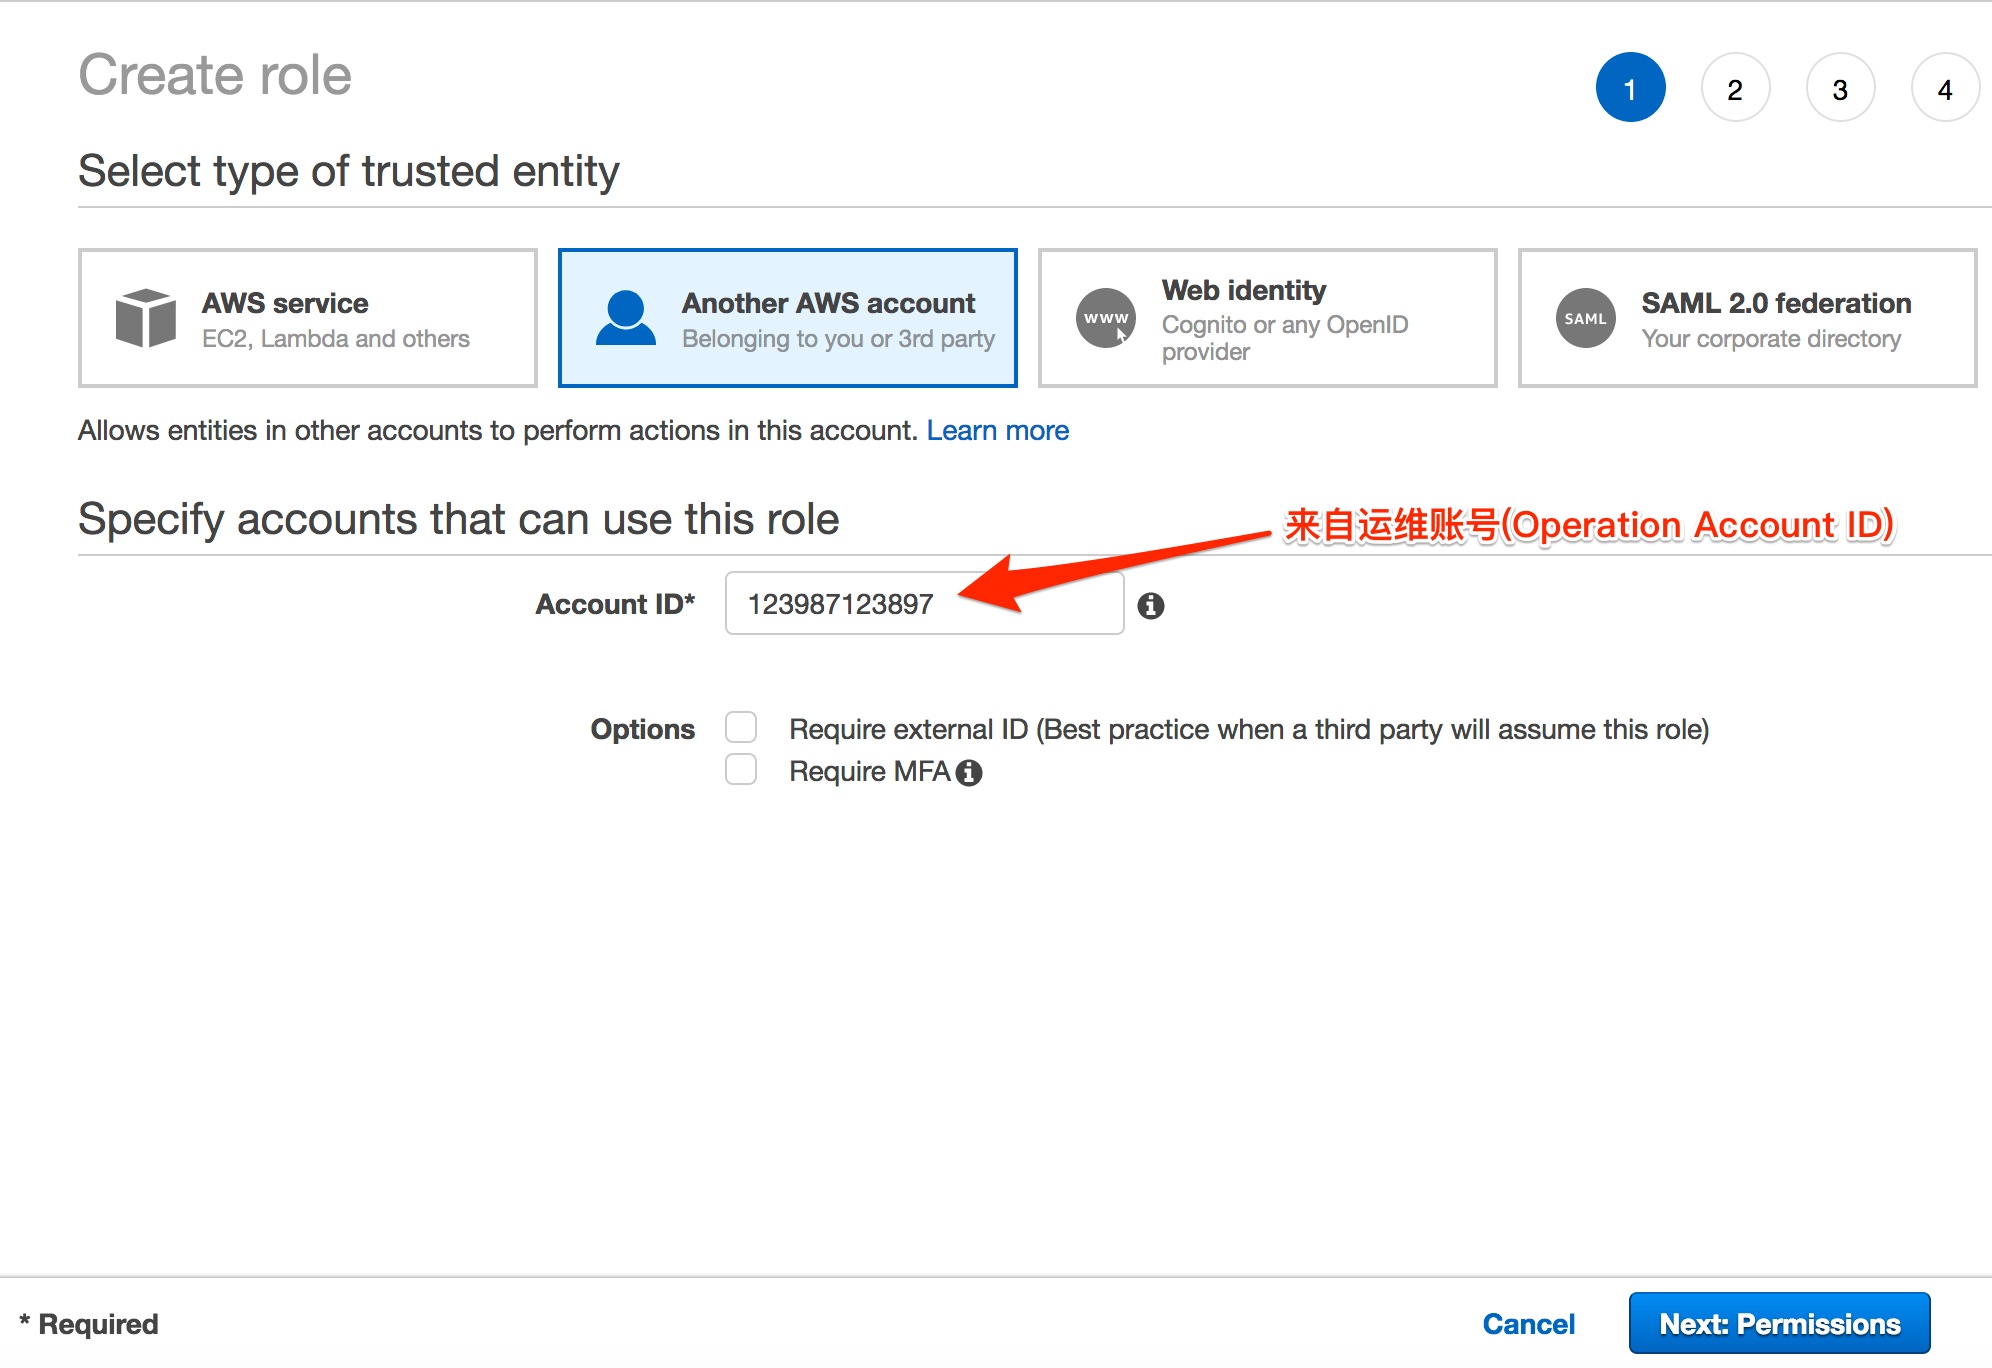 Create role
1 2 3 4
Select type of trusted entity
AWS service
EC2, Lambda and others
Another AWS account
Belonging to you or 3rd party
www
Web identity
Cognito or any OpenID
provider
SAML
SAML 2.0 federation
Your corporate directory
Allows entities in other accounts to perform actions in this account. Learn more
Specify accounts that can use this role
来自运维账号(Operation Account ID)
Account ID* 123987123897
Options
Require external ID (Best practice when a third party will assume this role)
Require MFA
* Required
Cancel
Next: Permissions